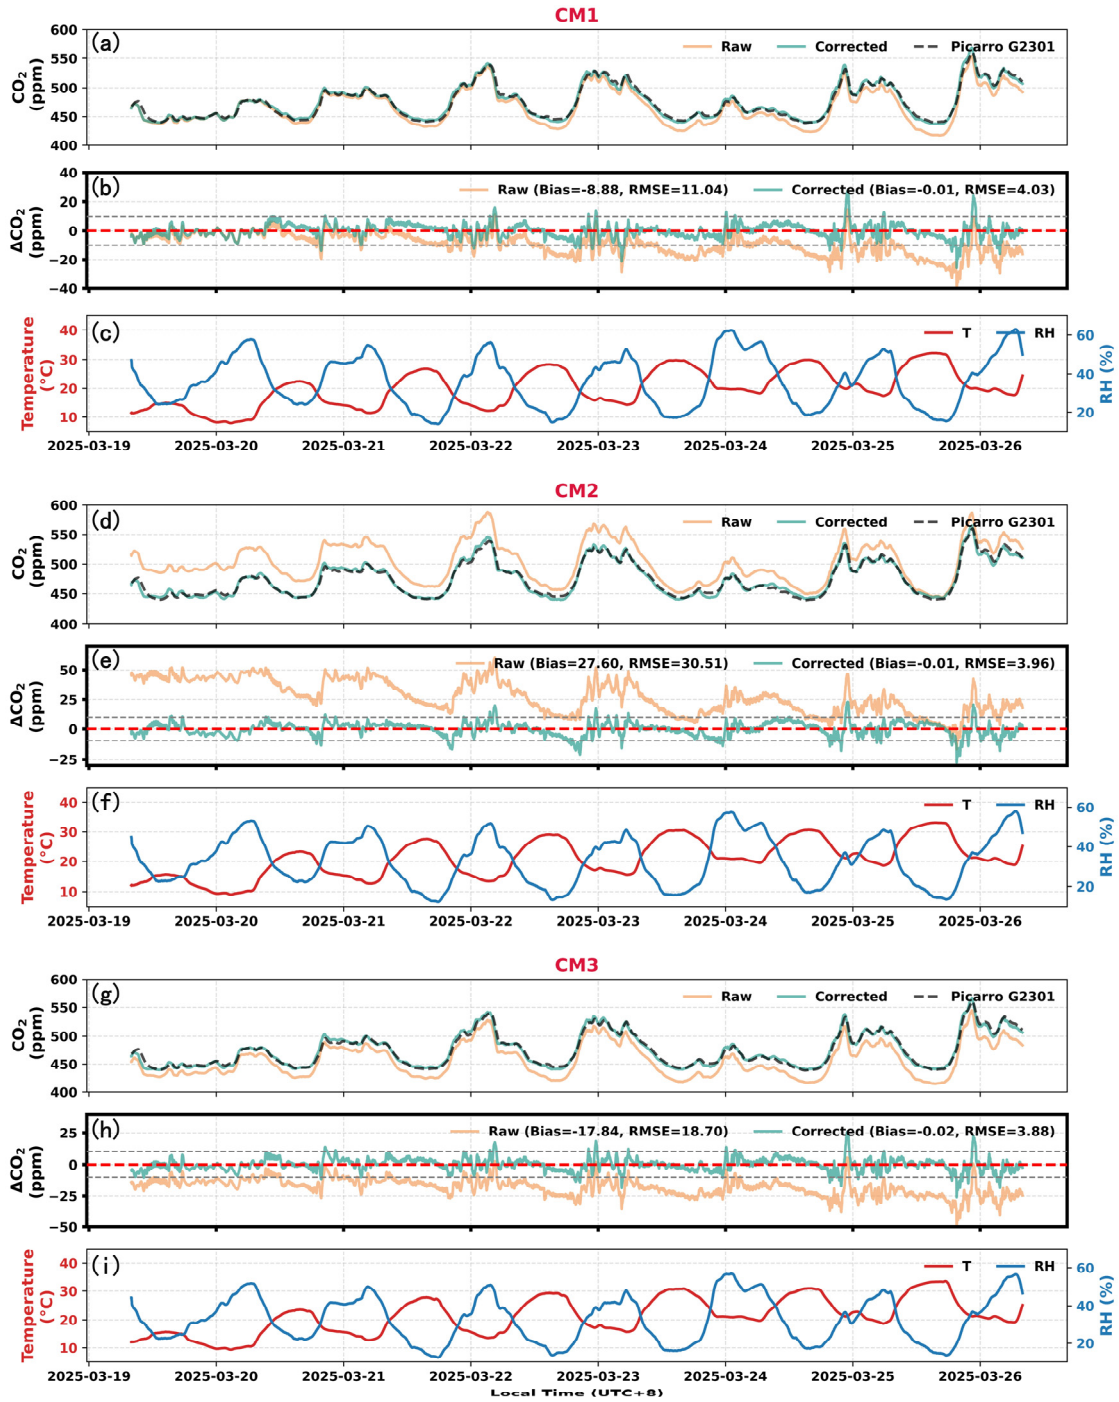 CM1
(a)
Raw Corrected Picarro G2301
CO2 (ppm)
600
550
500
450
400
(b)
Raw (Bias=-8.88, RMSE=11.04) Corrected (Bias=-0.01, RMSE=4.03)
ΔCO2 (ppm)
40
20
0
−20
−40
(c)
T RH
Temperature (°C)
40
30
20
10
RH (%)
60
40
20
2025-03-19 2025-03-20 2025-03-21 2025-03-22 2025-03-23 2025-03-24 2025-03-25 2025-03-26
CM2
(d)
Raw Corrected Picarro G2301
CO2 (ppm)
600
550
500
450
400
(e)
Raw (Bias=27.60, RMSE=30.51) Corrected (Bias=-0.01, RMSE=3.96)
ΔCO2 (ppm)
50
25
0
−25
(f)
T RH
Temperature (°C)
40
30
20
10
RH (%)
60
40
20
2025-03-19 2025-03-20 2025-03-21 2025-03-22 2025-03-23 2025-03-24 2025-03-25 2025-03-26
CM3
(g)
Raw Corrected Picarro G2301
CO2 (ppm)
600
550
500
450
400
(h)
Raw (Bias=-17.84, RMSE=18.70) Corrected (Bias=-0.02, RMSE=3.88)
ΔCO2 (ppm)
25
0
−25
−50
(i)
T RH
Temperature (°C)
40
30
20
10
RH (%)
60
40
20
2025-03-19 2025-03-20 2025-03-21 2025-03-22 2025-03-23 2025-03-24 2025-03-25 2025-03-26
Local Time (UTC+8)